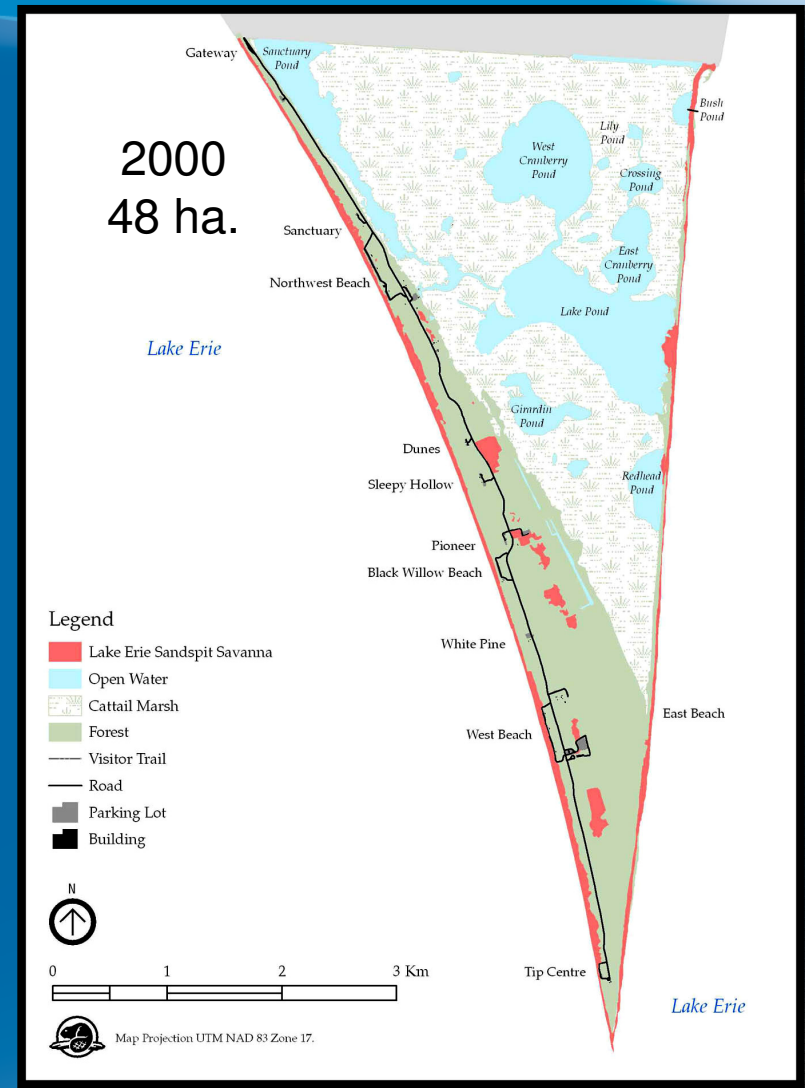 Gateway
Sanctuary
Pond
Bush
Pond
2000
48 ha.
Lily
Pond
West
Cranberry
Pond
Crossing
Pond
Sanctuary
East
Cranberry
Pond
Northwest Beach
Lake Pond
Lake Erie
Girardin
Pond
Dunes
Sleepy Hollow
Redhead
Pond
Pioneer
Black Willow Beach
White Pine
East Beach
West Beach
Tip Centre
Lake Erie
Legend
Lake Erie Sandspit Savanna
Open Water
Cattail Marsh
Forest
Visitor Trail
Road
Parking Lot
Building
N
0 1 2 3 Km
Map Projection UTM NAD 83 Zone 17.